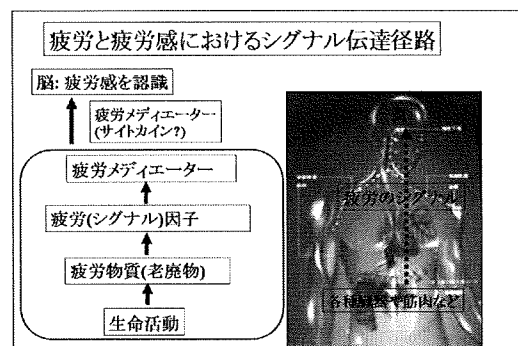 疲労と疲労感におけるシグナル伝達径路
脳: 疲労感を認識
疲労メディエーター
(サイトカイン?)
疲労メディエーター
疲労(シグナル)因子
疲労物質(老廃物)
生命活動
疲労のシグナル
各種臓器や筋肉など